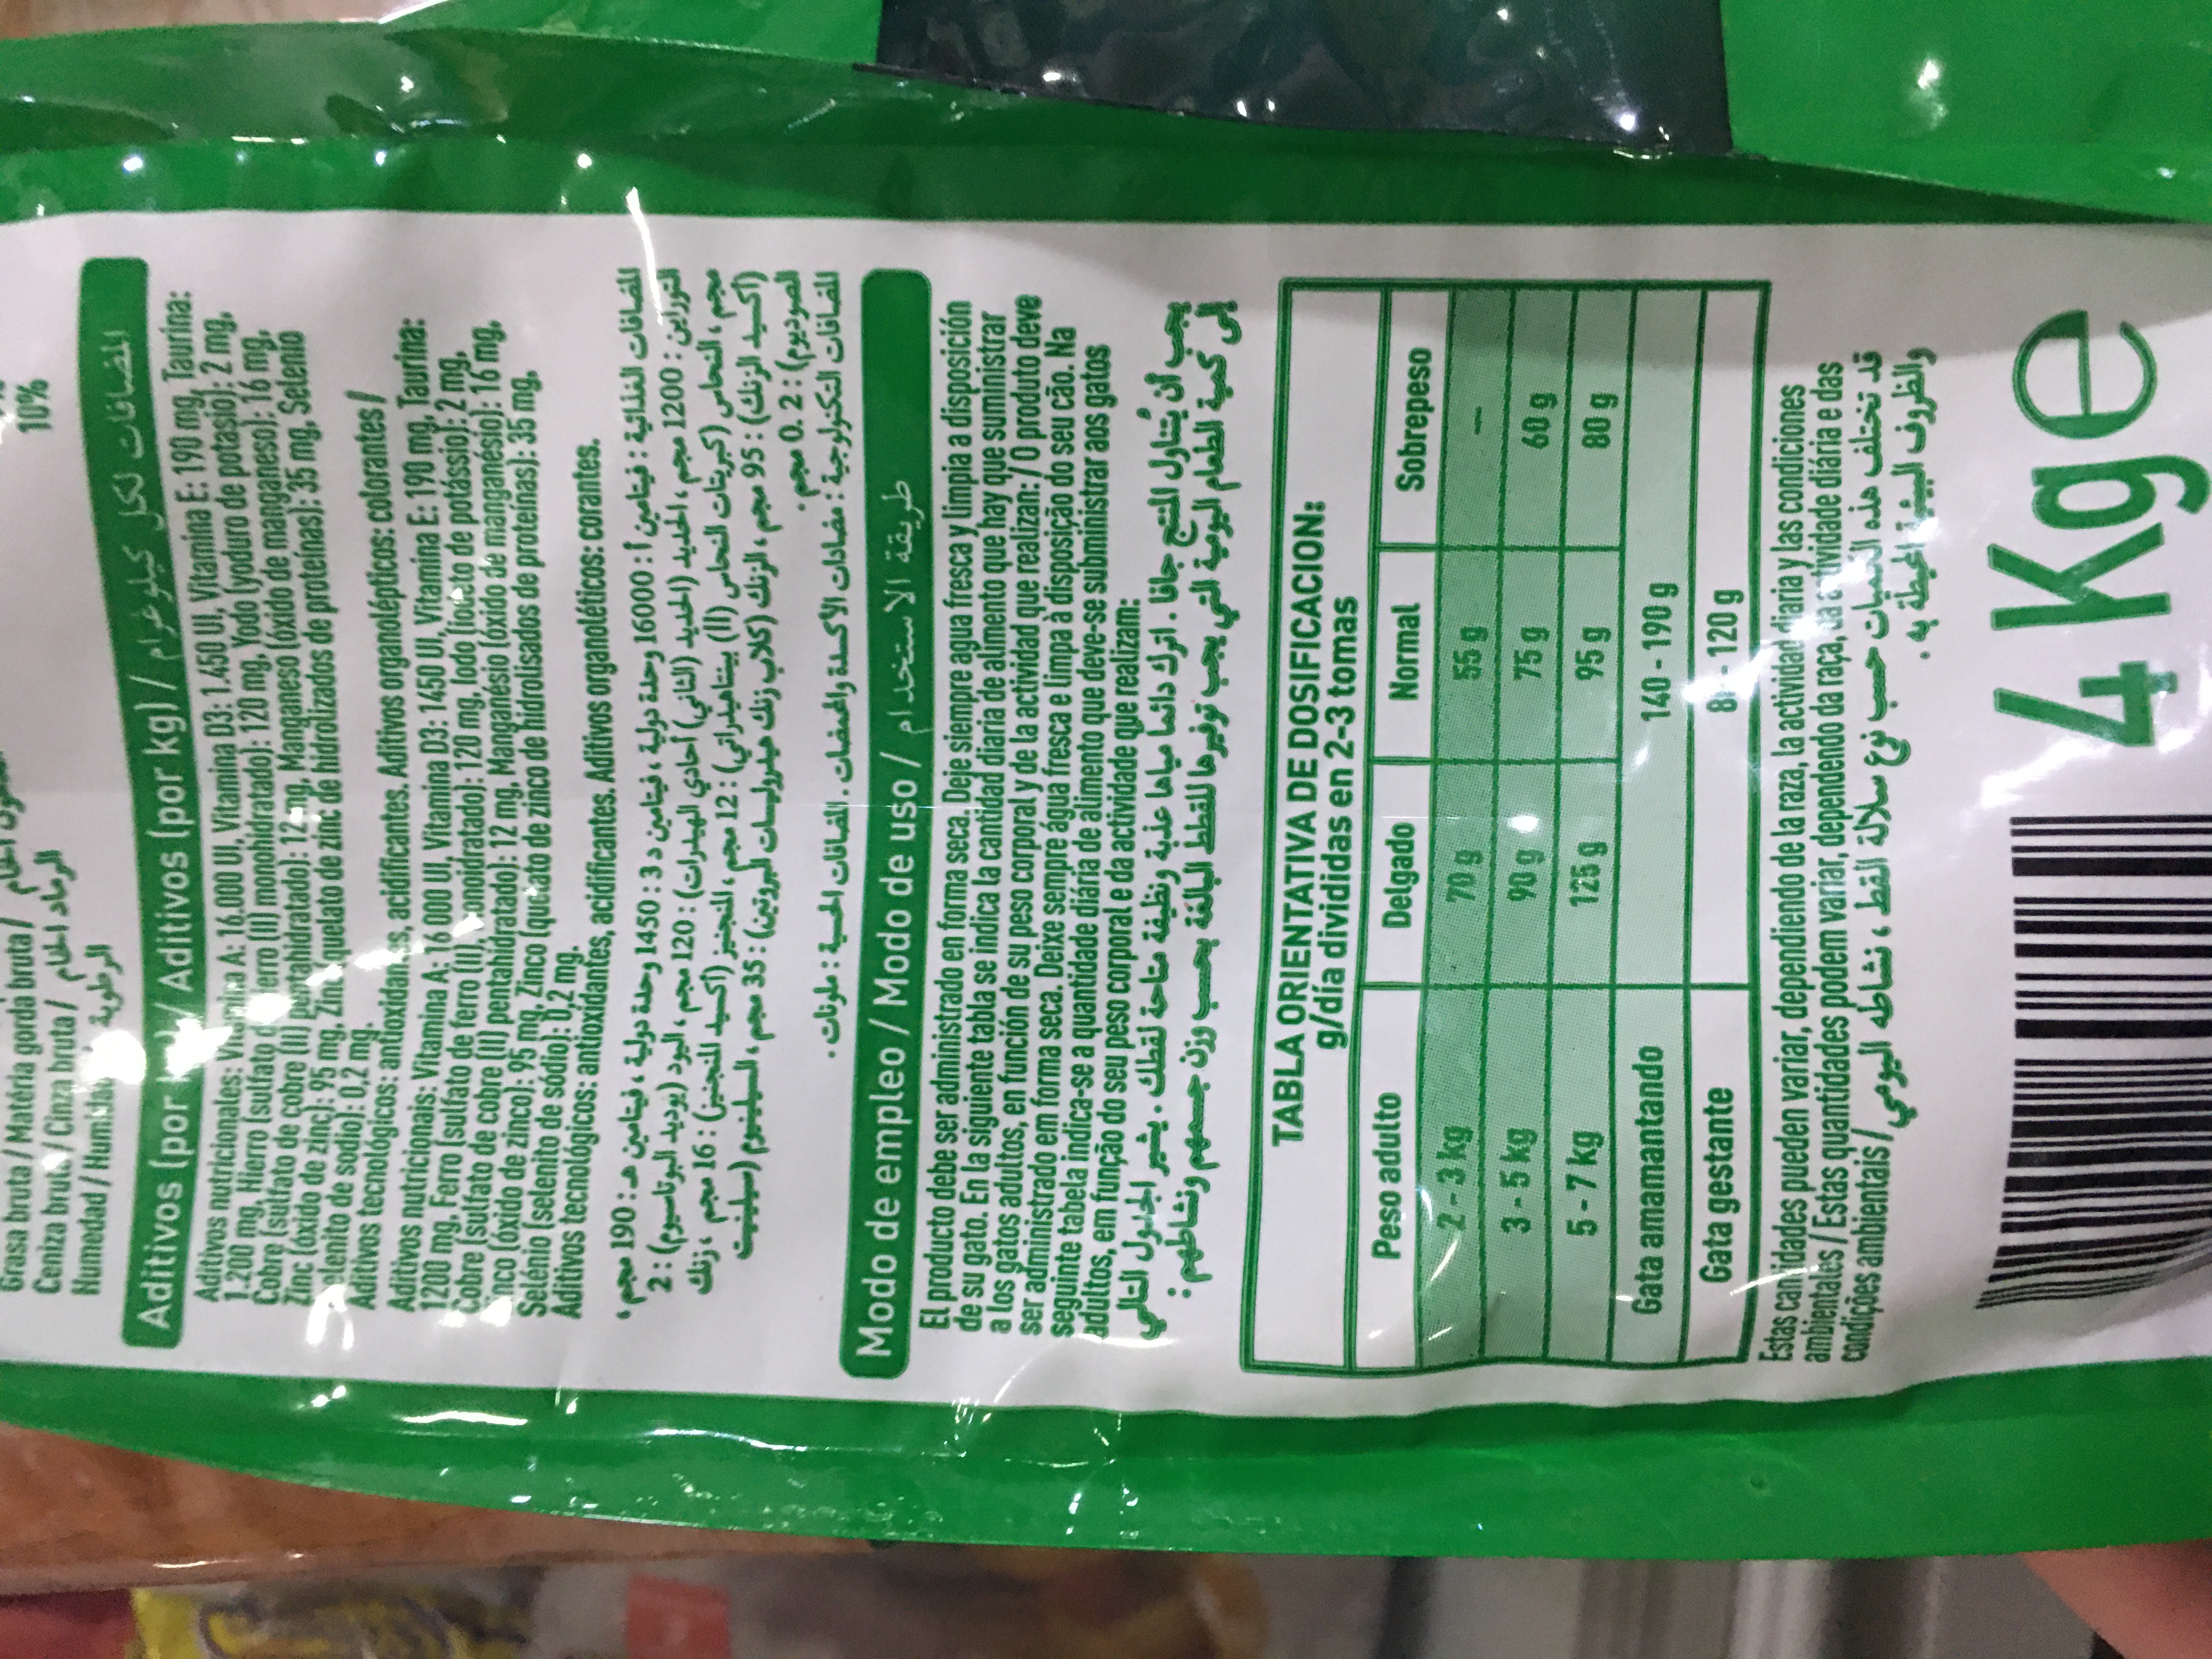 Grasa bruta / Matéria gorda bruta /
Ceniza bruta / Cinza bruta / الرماد الخام 10%
Humedad / Humidad الرطوبة
Aditivos (por / Aditivos (por kg) / المضافات لكل كيلوغرام
Aditivos nutricionales: Vitamina A: 16.000 UI, Vitamina D3: 1.450 UI, Vitamina E: 190 mg, Taurina:
1.200 mg, Hierro (sulfato de hierro (II) monohidratado): 120 mg, Yodo (yoduro de potasio): 2 mg,
Cobre (sulfato de cobre (II) pentahidratado): 12 mg, Manganeso (óxido de manganeso): 16 mg,
Zinc (óxido de zinc): 95 mg, Zinc (quelato de zinc de hidrolizados de proteínas): 35 mg, Selenio
(selenito de sodio): 0,2 mg.
Aditivos tecnológicos: antioxidantes, acidificantes. Aditivos organolépticos: colorantes /
Aditivos nutricionais: Vitamina A: 16 000 UI, Vitamina D3: 1450 UI, Vitamina E: 190 mg, Taurina:
1200 mg, Ferro (sulfato de ferro (II), monoidratado): 120 mg, Iodo (iodeto de potássio): 2 mg,
Cobre (sulfato de cobre (II) pentahidratado): 12 mg, Manganésio (óxido de manganésio): 16 mg,
Zinco (óxido de zinco): 95 mg, Zinco (quelato de zinco de hidrolisados de proteínas): 35 mg,
Selénio (selenito de sódio): 0,2 mg.
Aditivos tecnológicos: antioxidantes, acidificantes. Aditivos organoléticos: corantes.
المضافات الغذائية : فيتامين أ : 16000 وحدة دولية ، فيتامين د 3 : 1450 وحدة دولية ، فيتامين هـ : 190 مجم ،
التوراين : 1200 مجم ، الحديد (الحديد (الثاني) أحادي الهيدرات) : 120 مجم ، اليود (يوديد البوتاسيوم) : 2
مجم ، النحاس (كبريتات النحاس (II) بينتاهيدراتي) : 12 مجم ، المنجنيز (أكسيد المنجنيز) : 16 مجم ، زنك
(أكسيد الزنك) : 95 مجم ، الزنك (كلاب زنك هيدروليسات البروتين) : 35 مجم ، السيلينيوم (سيلينيت
الصوديوم) : 0.2 مجم .
المضافات التكنولوجية : مضادات الأكسدة والمحمضات . المضافات الحسية : ملونات .
Modo de empleo / Modo de uso / طريقة الاستخدام
El producto debe ser administrado en forma seca. Deje siempre agua fresca y limpia a disposición
de su gato. En la siguiente tabla se indica la cantidad diaria de alimento que hay que suministrar
a los gatos adultos, en función de su peso corporal y de la actividad que realizan: / O produto deve
ser administrado em forma seca. Deixe sempre água fresca e limpa à disposição do seu cão. Na
seguinte tabela indica-se a quantidade diária de alimento que deve-se subministrar aos gatos
adultos, em função do seu peso corporal e da actividade que realizam:
يجب أن يُتناول المنتج جافا . اترك دائما مياها عذبة ونظيفة متاحة لقطك . يشير الجدول التالي
إلى كمية الطعام اليومية التي يجب توفيرها للقطط البالغة بحسب وزن جسمهم ونشاطهم :
TABLA ORIENTATIVA DE DOSIFICACION:
g/día divididas en 2-3 tomas
Peso adulto Delgado Normal Sobrepeso
2 - 3 kg 70 g 55 g —
3 - 5 kg 90 g 75 g 60 g
5 - 7 kg 125 g 95 g 80 g
Gata amamantando 140 - 190 g
Gata gestante - 120 g
Estas cantidades pueden variar, dependiendo de la raza, la actividad diaria y las condiciones
ambientales / Estas quantidades podem variar, dependendo da raça, da atividade diária e das
condições ambientais / قد تختلف هذه الكميات حسب نوع سلالة القط ، نشاطه اليومي
والظروف البيئية المحيطة به .
4 Kg e